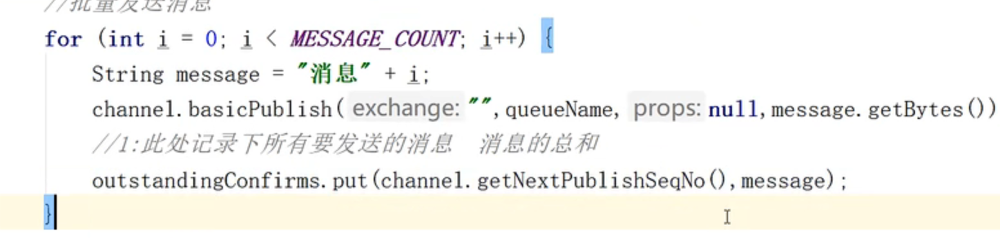 //批量发送消息
for (int i = 0; i < MESSAGE_COUNT; i++) {
String message = "消息" + i;
channel.basicPublish( exchange: "",queueName, props: null,message.getBytes())
//1:此处记录下所有要发送的消息 消息的总和
outstandingConfirms.put(channel.getNextPublishSeqNo(),message);
}